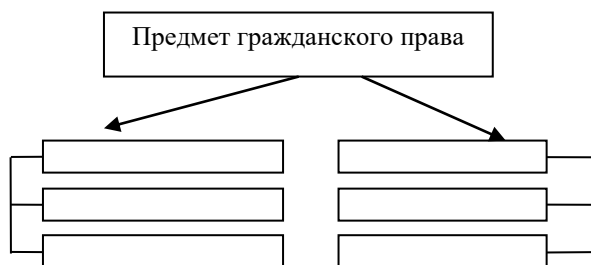 Предмет гражданского права